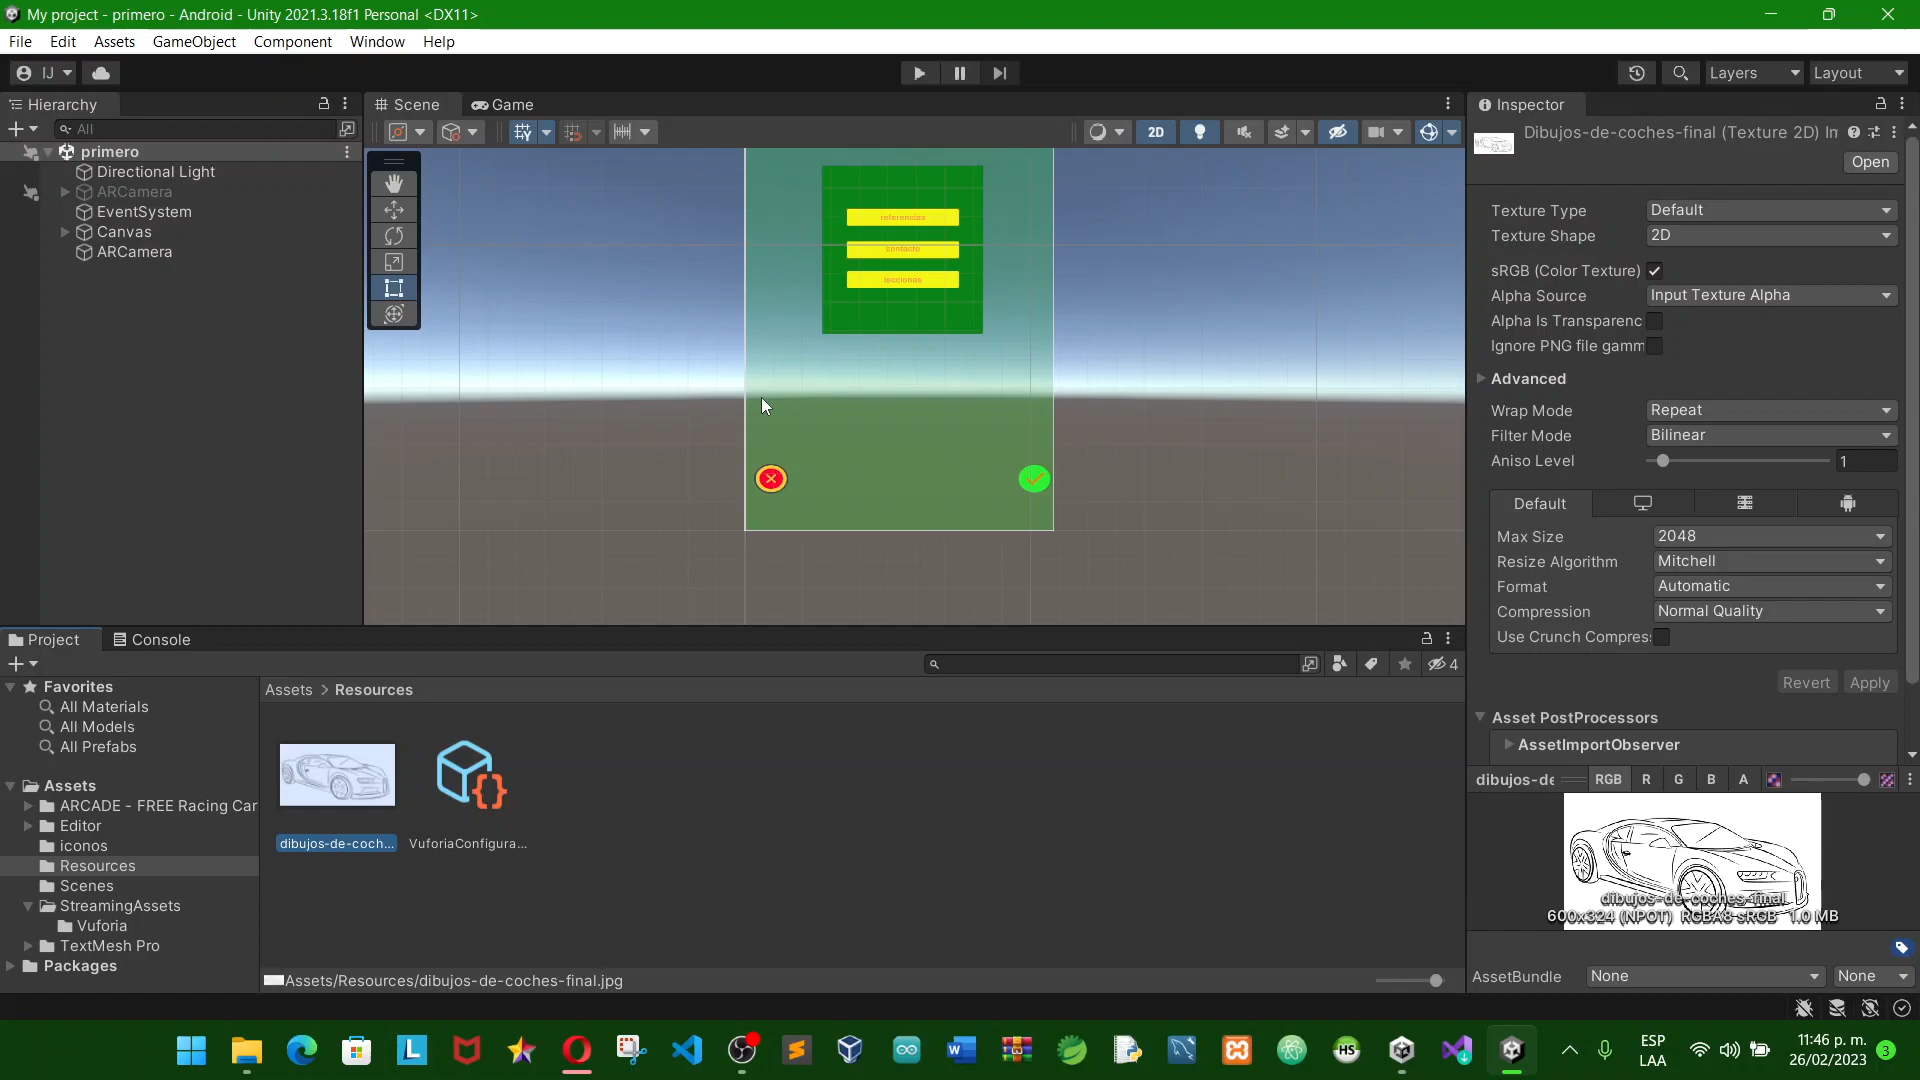 My project - primero - Android - Unity 2021.3.18f1 Personal <DX11>
File Edit Assets GameObject Component Window Help
IJ
Layers
Layout
Hierarchy
All
primero
Directional Light
ARCamera
EventSystem
Canvas
ARCamera
Scene
Game
2D
referencias
contacto
lecciones
Inspector
Dibujos-de-coches-final (Texture 2D) Im
Open
Texture Type Default
Texture Shape 2D
sRGB (Color Texture)
Alpha Source Input Texture Alpha
Alpha Is Transparenc
Ignore PNG file gamm
Advanced
Wrap Mode Repeat
Filter Mode Bilinear
Aniso Level 1
Default
Max Size 2048
Resize Algorithm Mitchell
Format Automatic
Compression Normal Quality
Use Crunch Compres
Revert Apply
Asset PostProcessors
AssetImportObserver
dibujos-de RGB R G B A
dibujos-de-coches-final
600x324 (NPOT) RGBA8 sRGB 1.0 MB
AssetBundle None None
Project
Console
4
Favorites
All Materials
All Models
All Prefabs
Assets
ARCADE - FREE Racing Car
Editor
iconos
Resources
Scenes
StreamingAssets
Vuforia
TextMesh Pro
Packages
Assets > Resources
dibujos-de-coch...
VuforiaConfigura...
Assets/Resources/dibujos-de-coches-final.jpg
L
W
HS
ESP
LAA
11:46 p. m.
26/02/2023
3